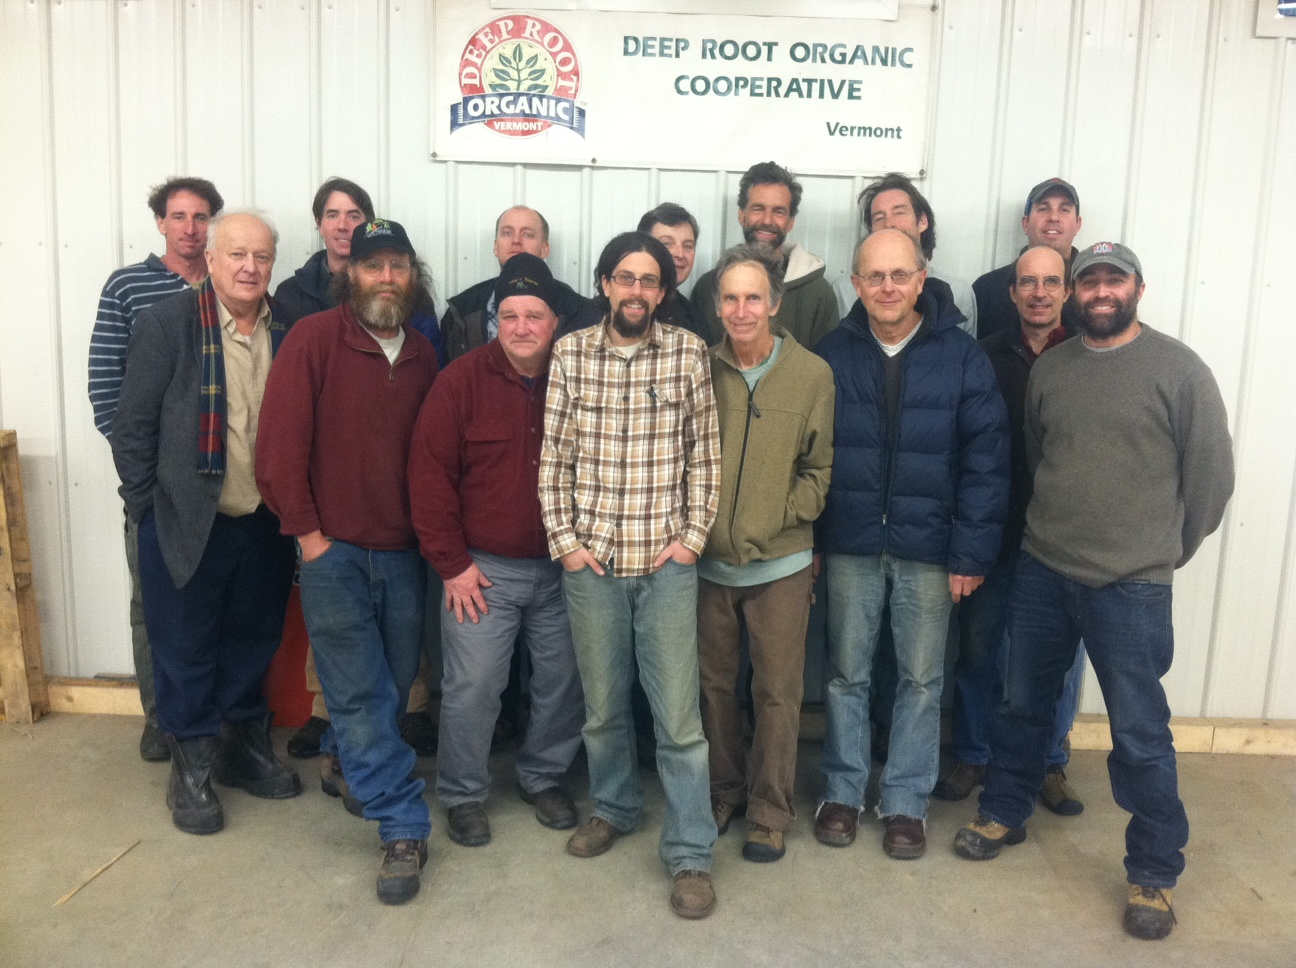 DEEP ROOT
ORGANIC
VERMONT
DEEP ROOT ORGANIC
COOPERATIVE
Vermont